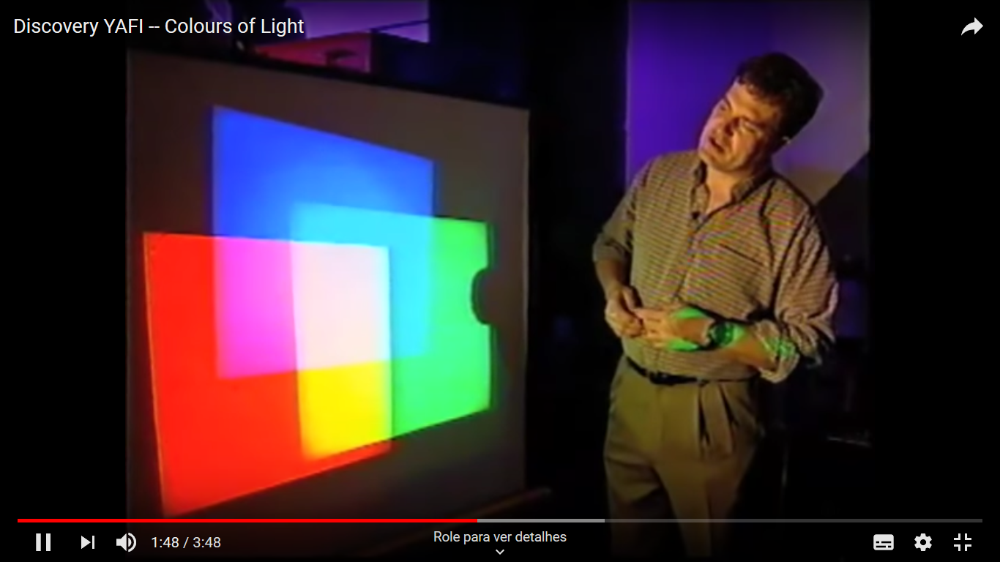 Discovery YAFI -- Colours of Light
1:48 / 3:48
Role para ver detalhes